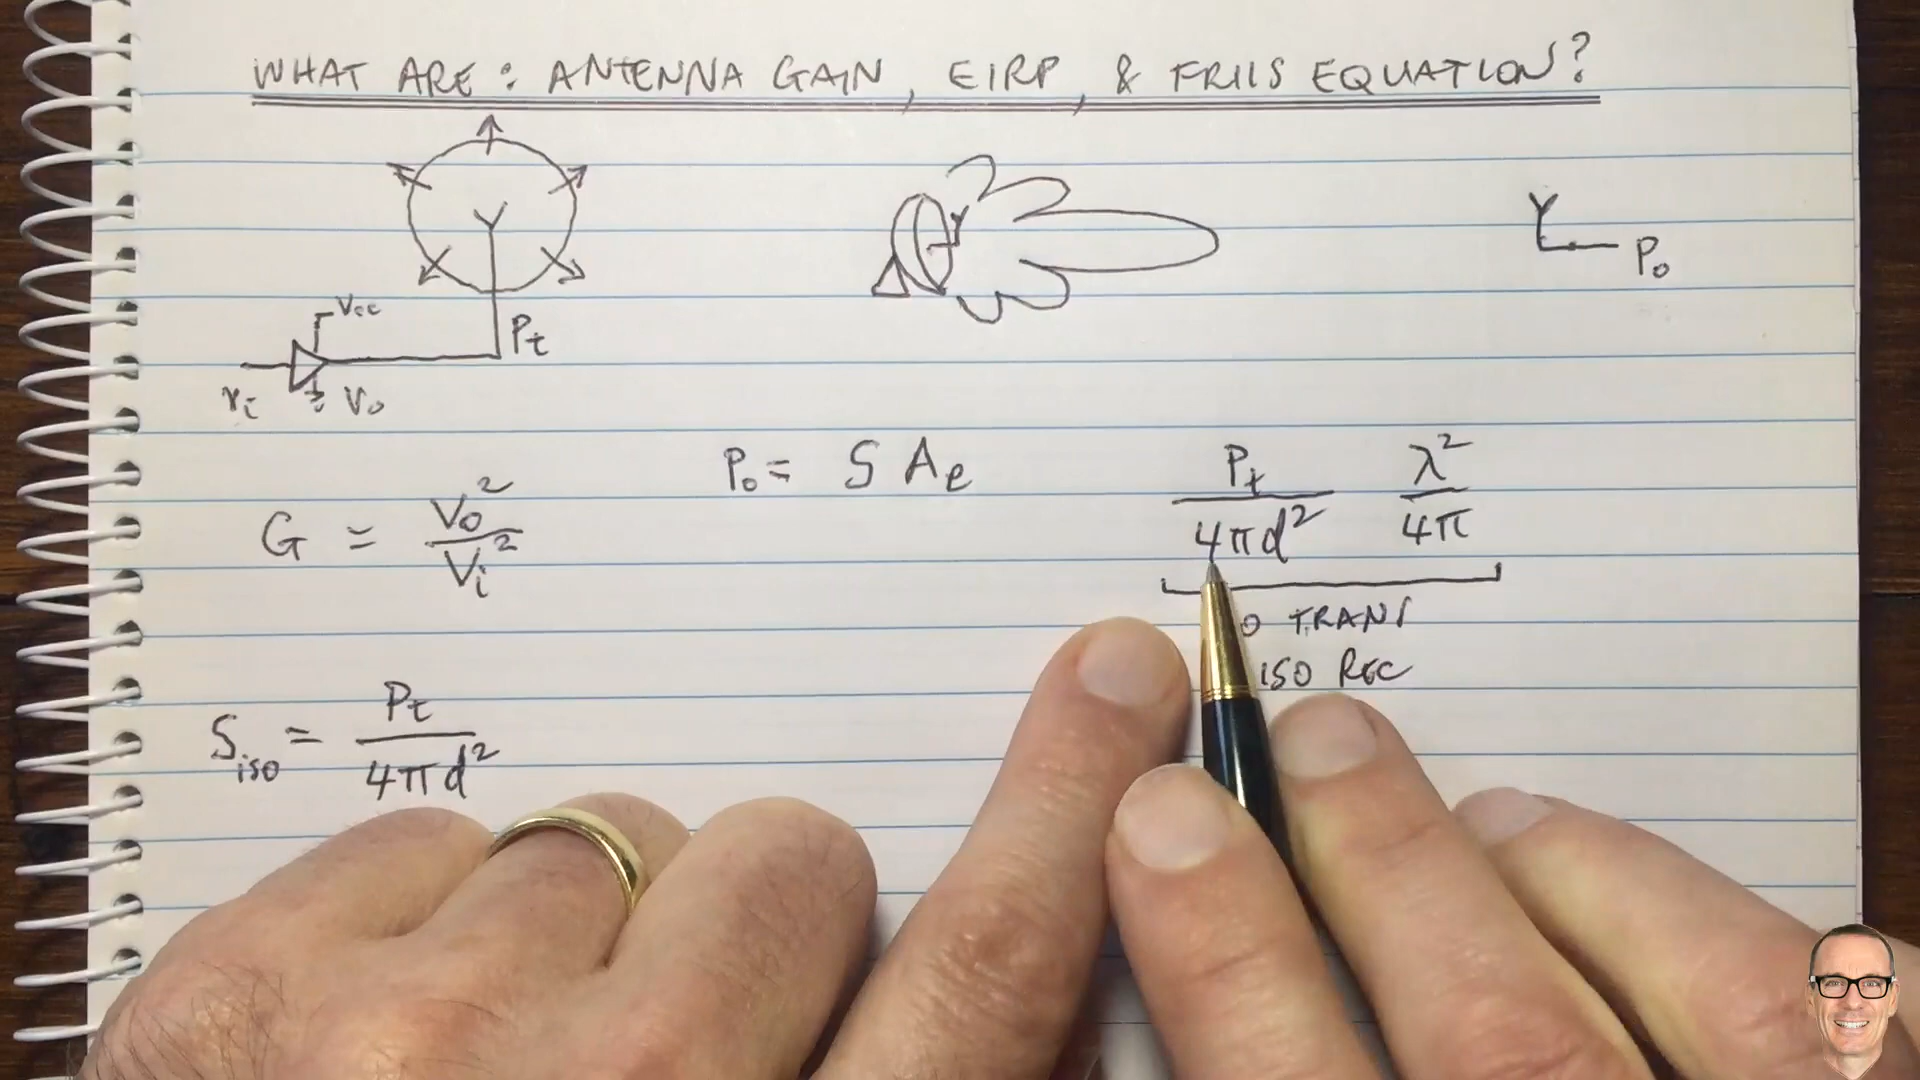 WHAT ARE: ANTENNA GAIN, EIRP, & FRIIS EQUATION?
Vcc
Pt
Vi
Vo
Po
G = Vo²/Vi²
Po = S Ae
Pt/4πd² λ²/4π
TRANS
ISO REC
Siso = Pt/4πd²